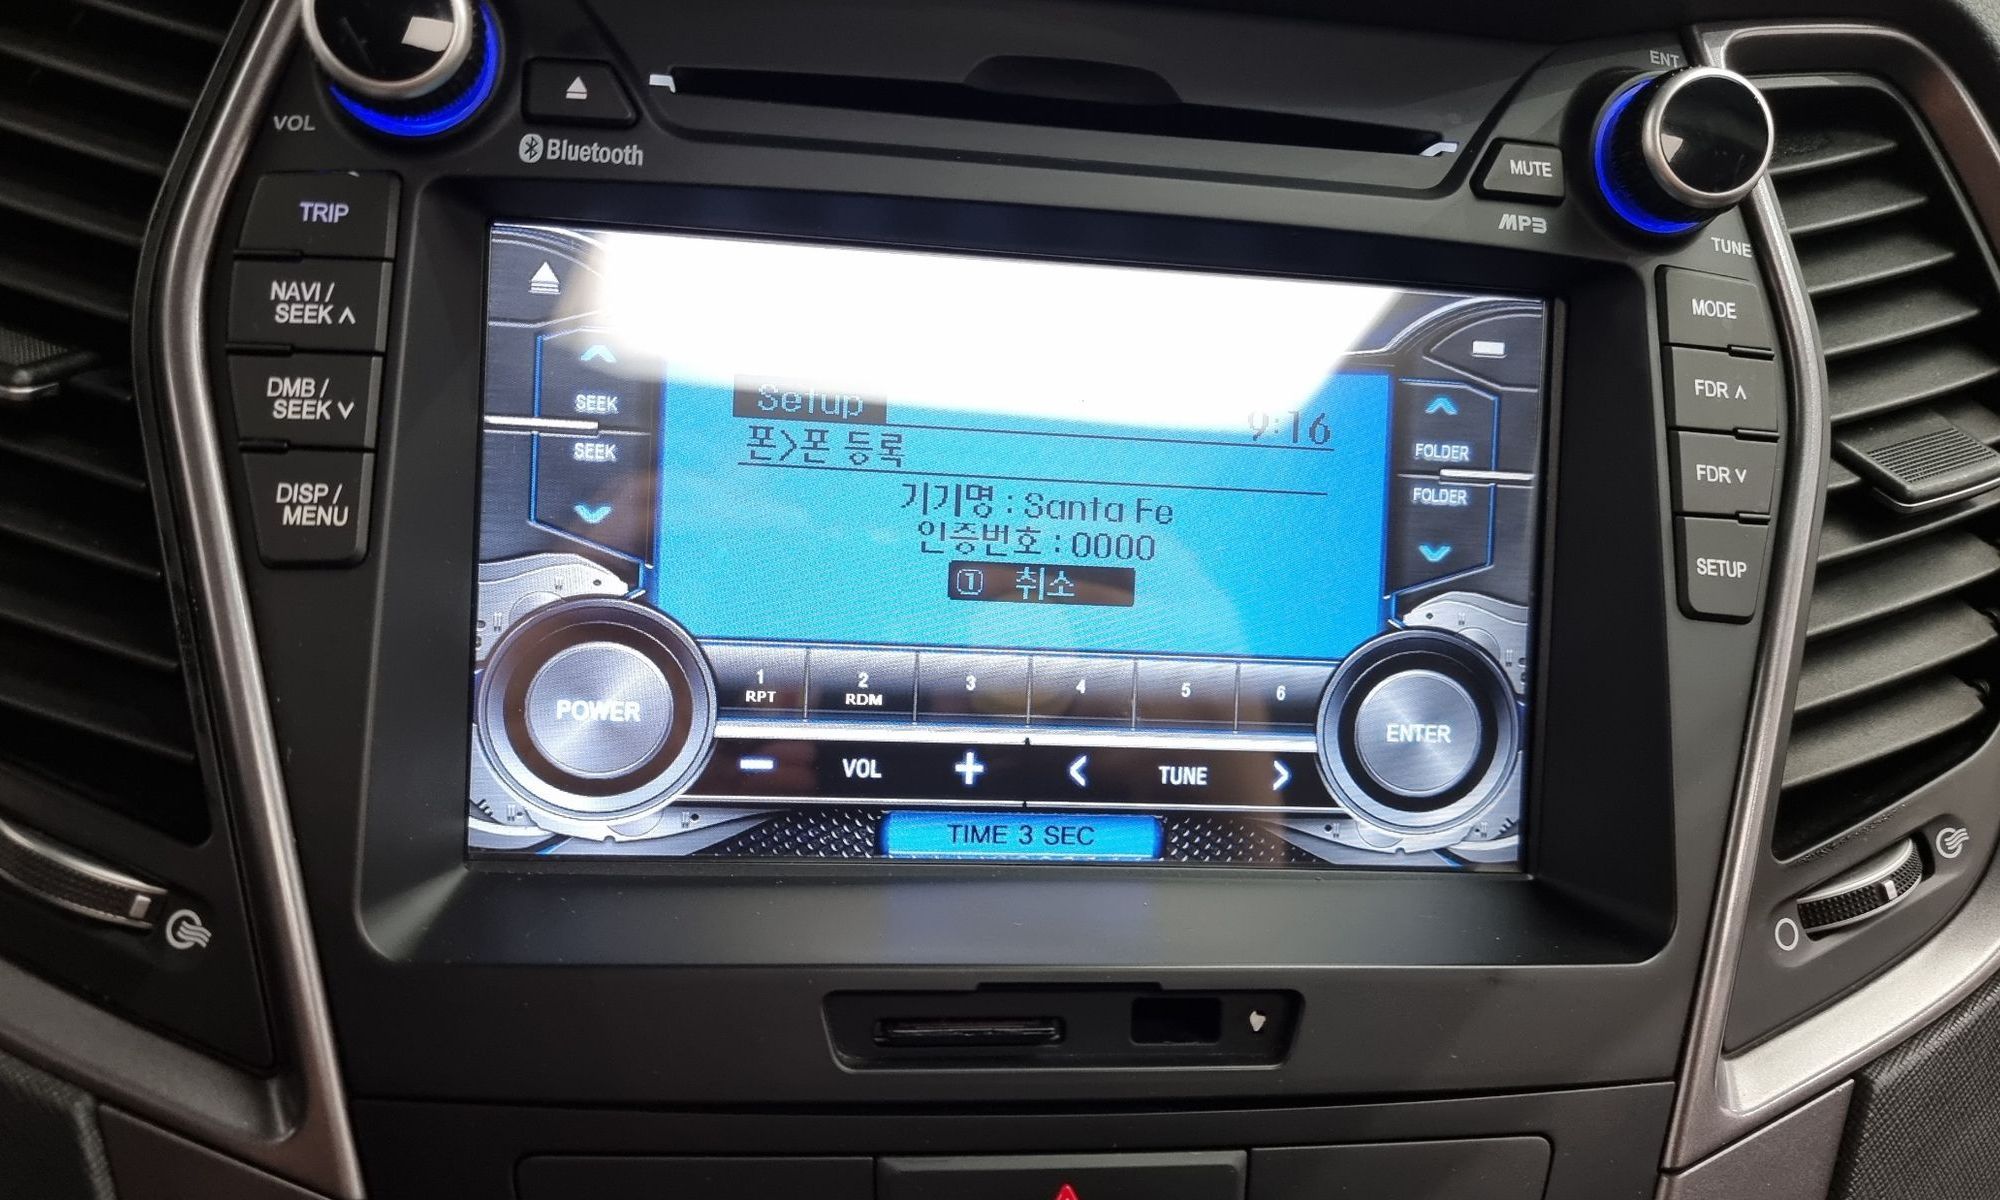 ENT
VOL
Bluetooth
MUTE
MP3
TUNE
TRIP
NAVI /
SEEK ∧
DMB /
SEEK ∨
DISP /
MENU
MODE
FDR ∧
FDR ∨
SETUP
SEEK
SEEK
FOLDER
FOLDER
Setup
9:16
폰>폰 등록
기기명 : Santa Fe
인증번호 : 0000
1 취소
POWER
1 2 3 4 5 6
RPT RDM
ENTER
− VOL + < TUNE >
TIME 3 SEC